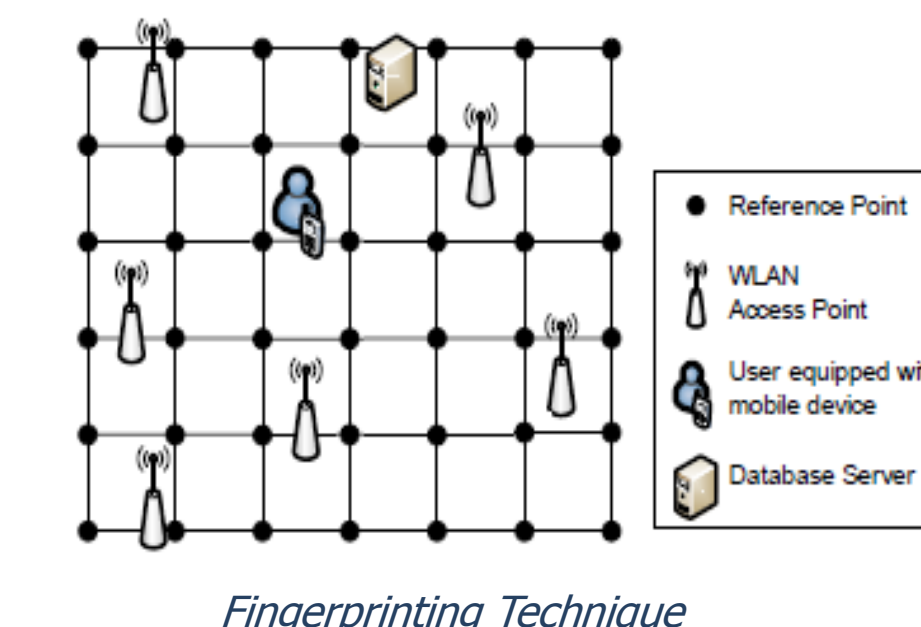 Reference Point
WLAN
Access Point
User equipped wi
mobile device
Database Server
Fingerprinting Technique